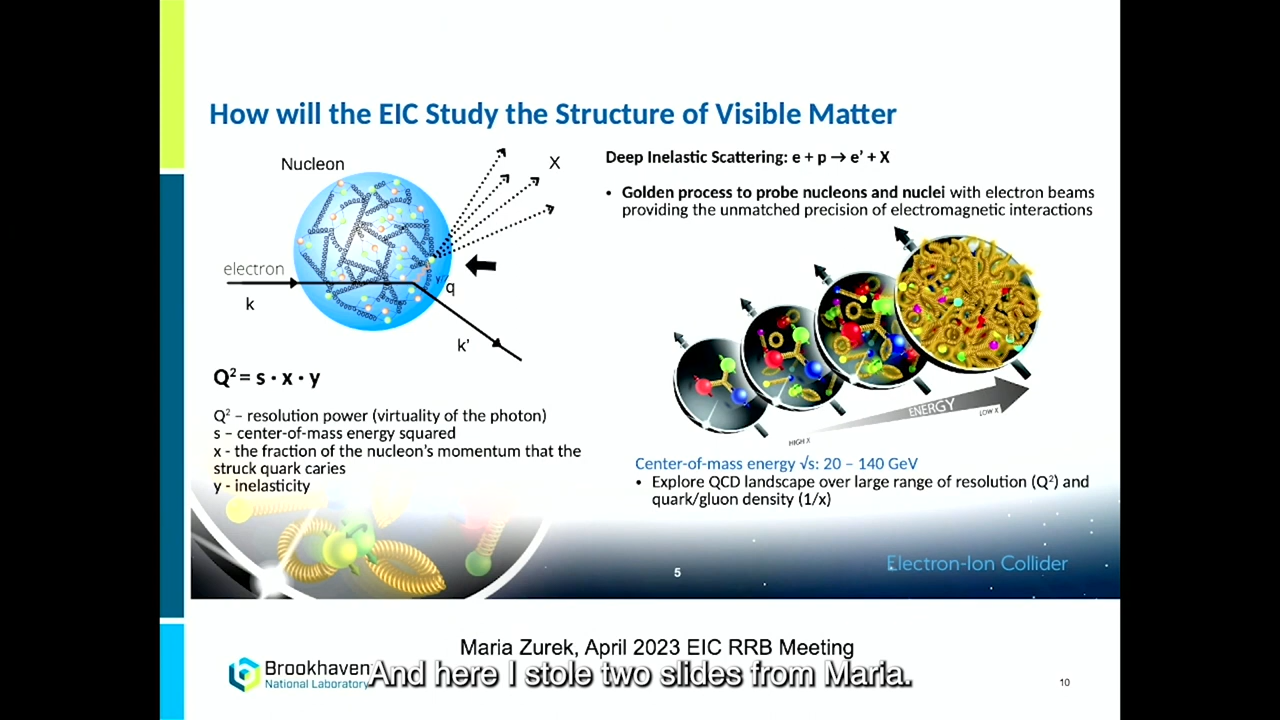 How will the EIC Study the Structure of Visible Matter
Nucleon
X
electron
k
q
k'
Q² = s · x · y
Q² – resolution power (virtuality of the photon)
s – center-of-mass energy squared
x - the fraction of the nucleon's momentum that the
struck quark caries
y - inelasticity
Deep Inelastic Scattering: e + p → e' + X
• Golden process to probe nucleons and nuclei with electron beams
providing the unmatched precision of electromagnetic interactions
ENERGY
HIGH X
LOW X
Center-of-mass energy √s: 20 – 140 GeV
• Explore QCD landscape over large range of resolution (Q²) and
quark/gluon density (1/x)
Electron-Ion Collider
5
Maria Zurek, April 2023 EIC RRB Meeting
Brookhaven
National Laboratory
And here I stole two slides from Maria.
10